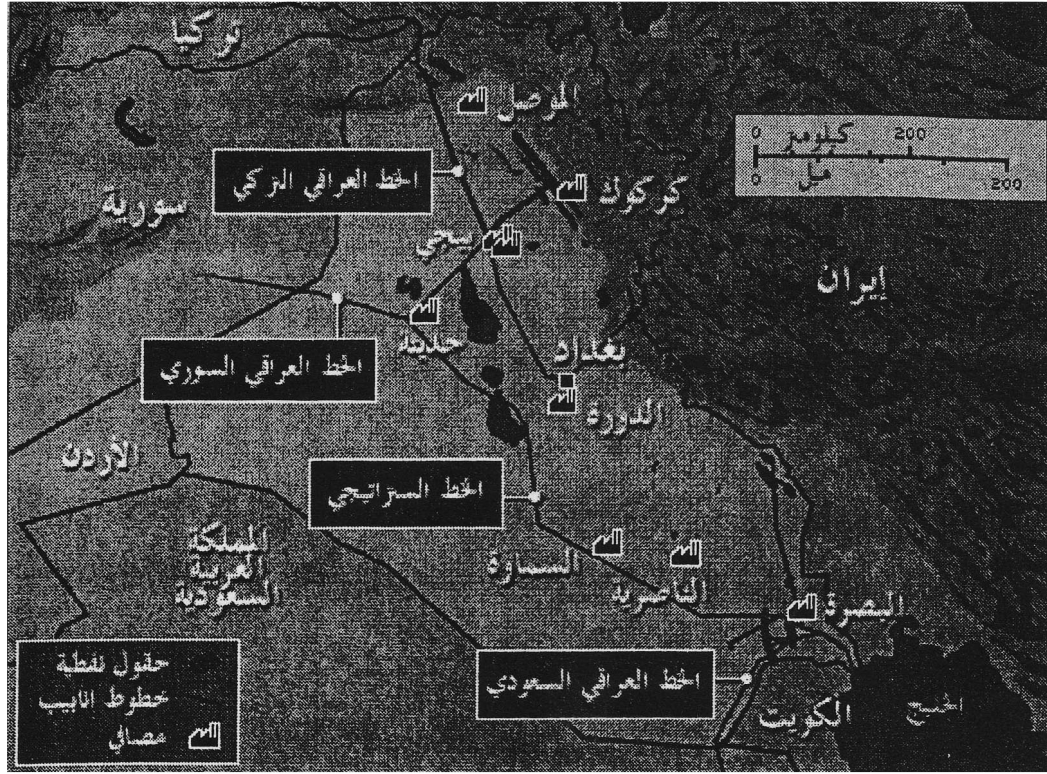 تركيا
الموصل
0 كيلومتر 200
0 ميل 200
الخط العراقي التركي
كركوك
سورية
بيجي
إيران
حديثة
بغداد
الخط العراقي السوري
الدورة
الأردن
الخط الستراتيجي
المملكة
العربية
السعودية
السماوة
الناصرية
البصرة
الخط العراقي السعودي
الكويت
الخليج
حقول نفطية
خطوط انابيب
مصافي